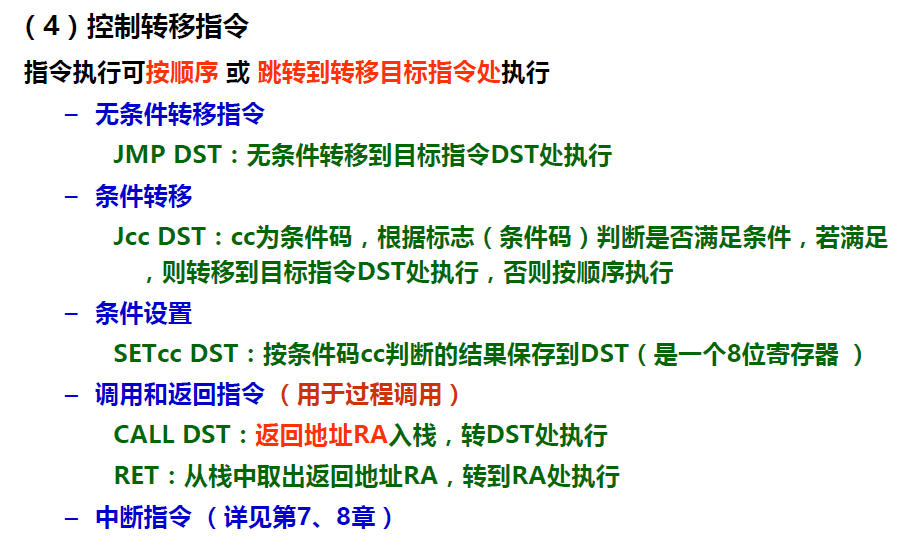 （4）控制转移指令
指令执行可按顺序 或 跳转到转移目标指令处执行
– 无条件转移指令
JMP DST：无条件转移到目标指令DST处执行
– 条件转移
Jcc DST：cc为条件码，根据标志（条件码）判断是否满足条件，若满足
，则转移到目标指令DST处执行，否则按顺序执行
– 条件设置
SETcc DST：按条件码cc判断的结果保存到DST（是一个8位寄存器 ）
– 调用和返回指令 （ 用于过程调用 ）
CALL DST：返回地址RA入栈，转DST处执行
RET：从栈中取出返回地址RA，转到RA处执行
– 中断指令 （ 详见第7、8章 ）